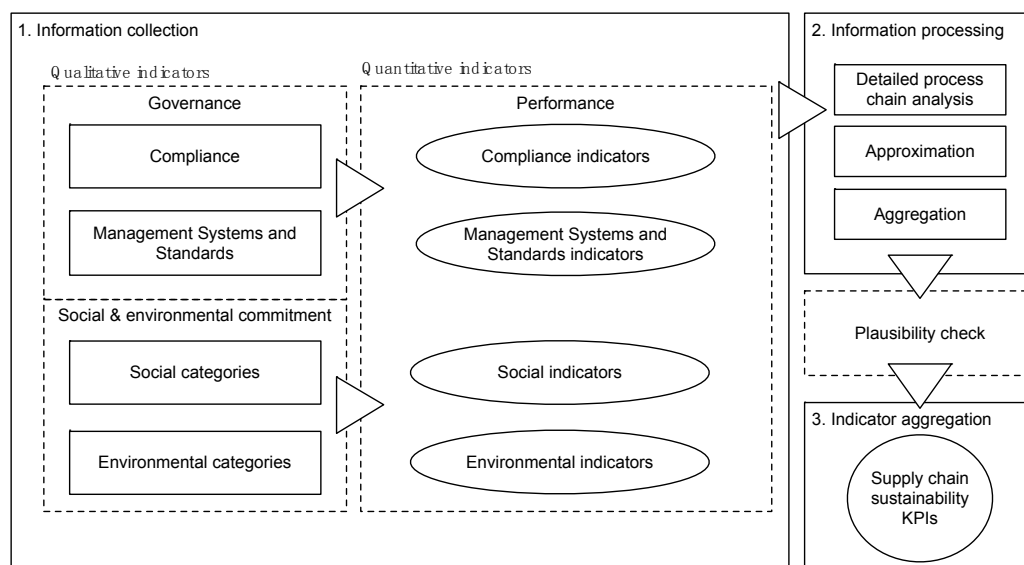 1. Information collection
Qualitative indicators
Quantitative indicators
Governance
Compliance
Management Systems and
Standards
Social & environmental commitment
Social categories
Environmental categories
Performance
Compliance indicators
Management Systems and
Standards indicators
Social indicators
Environmental indicators
2. Information processing
Detailed process
chain analysis
Approximation
Aggregation
Plausibility check
3. Indicator aggregation
Supply chain
sustainability
KPIs